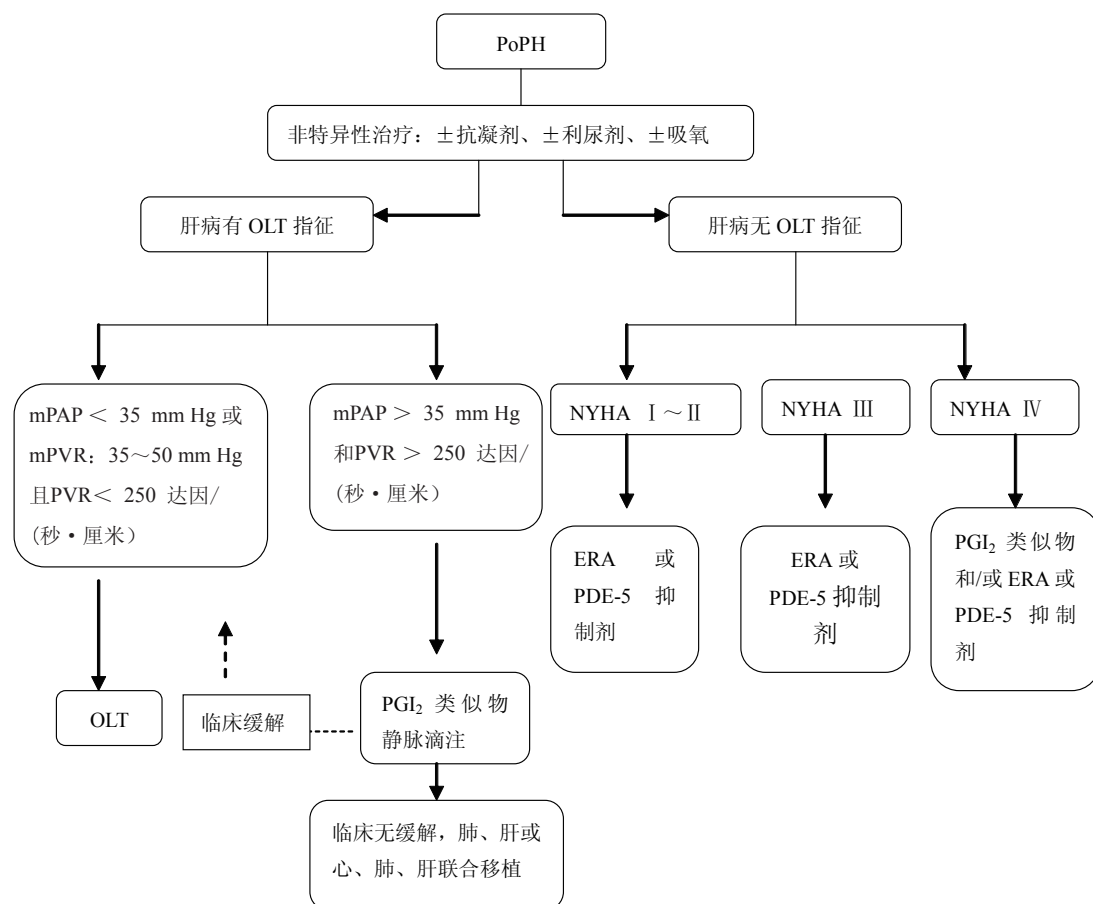 PoPH
非特异性治疗：±抗凝剂、±利尿剂、±吸氧
肝病有 OLT 指征
肝病无 OLT 指征
mPAP < 35 mm Hg 或
mPVR：35～50 mm Hg
且PVR< 250 达因/
(秒·厘米）
mPAP > 35 mm Hg
和PVR > 250 达因/
(秒·厘米）
NYHA Ⅰ～Ⅱ
NYHA Ⅲ
NYHA Ⅳ
ERA 或
PDE-5 抑
制剂
ERA 或
PDE-5 抑制
剂
PGI₂ 类似物
和/或 ERA 或
PDE-5 抑制
剂
OLT
临床缓解
PGI₂ 类似物
静脉滴注
临床无缓解，肺、肝或
心、肺、肝联合移植